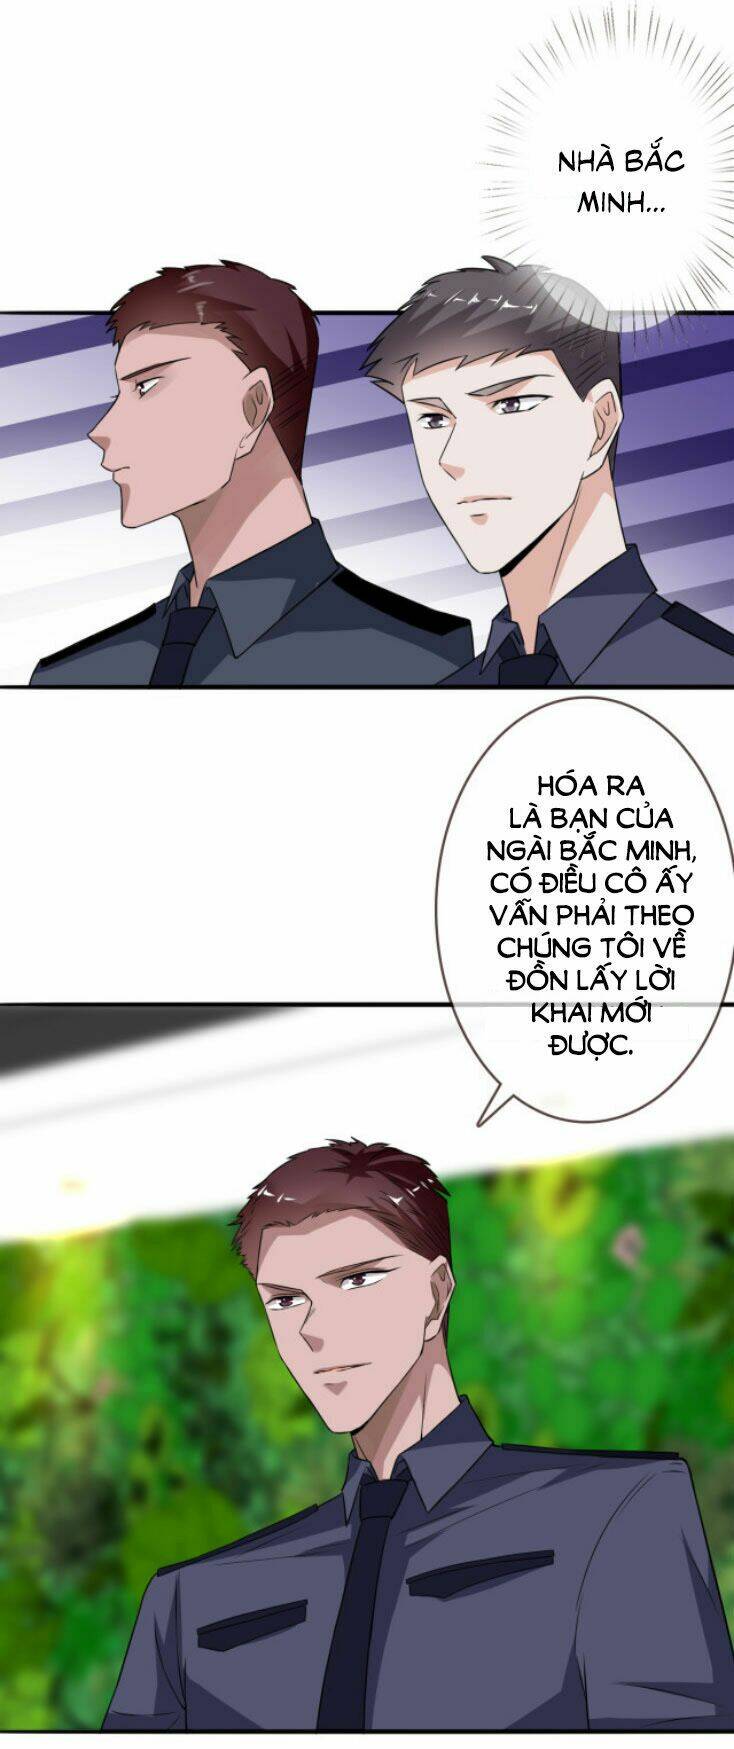 NHÀ BẮC
MINH...
HÓA RA
LÀ BẠN CỦA
NGÀI BẮC MINH,
CÓ ĐIỀU CÔ ẤY
VẪN PHẢI THEO
CHÚNG TÔI VỀ
ĐỒN LẤY LỜI
KHAI MỚI
ĐƯỢC.